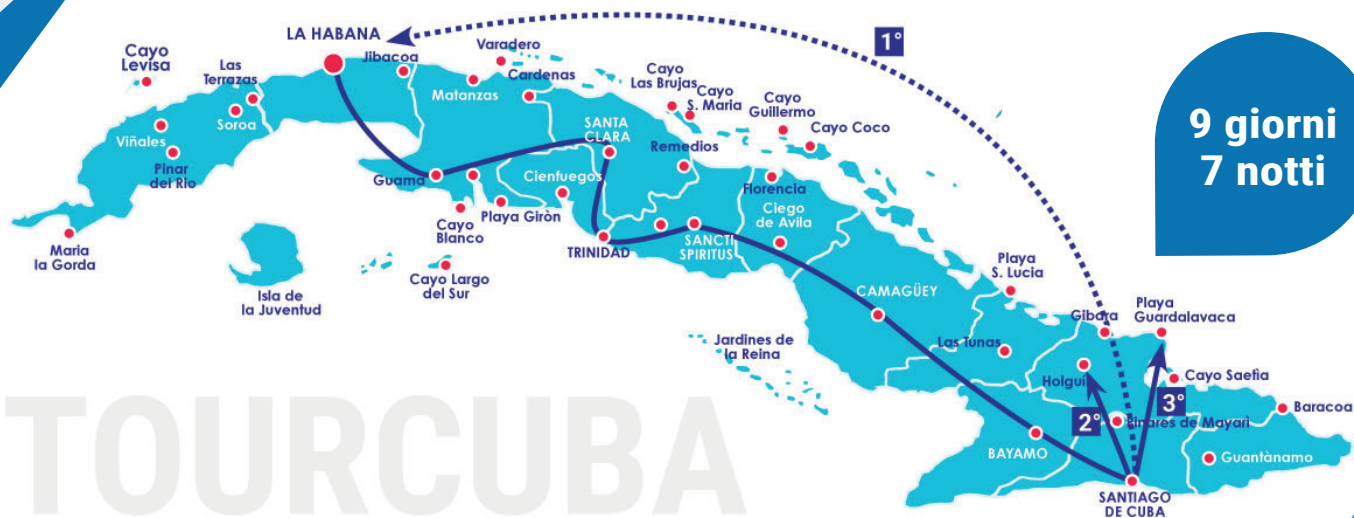 LA HABANA
1°
Cayo
Levisa
Las
Terrazas
Jibacoa
Varadero
Cardenas
Matanzas
Cayo
Las Brujas
Cayo
S. Maria
Cayo
Guillermo
Cayo Coco
9 giorni
7 notti
Viñales
Soroa
Pinar
del Rio
SANTA
CLARA
Remedios
Guama
Cienfuegos
Florencia
Ciego
de Avila
Playa Giròn
Cayo
Blanco
Maria
la Gorda
TRINIDAD
SANCTI
SPIRITUS
Isla de
la Juventud
Cayo Largo
del Sur
CAMAGÜEY
Playa
S. Lucia
Gibara
Playa
Guardalavaca
Jardines de
la Reina
Las Tunas
Holguí
Cayo Saetìa
2°
3°
Pinares de Mayarì
Baracoa
BAYAMO
Guantànamo
SANTIAGO
DE CUBA
TOURCUBA